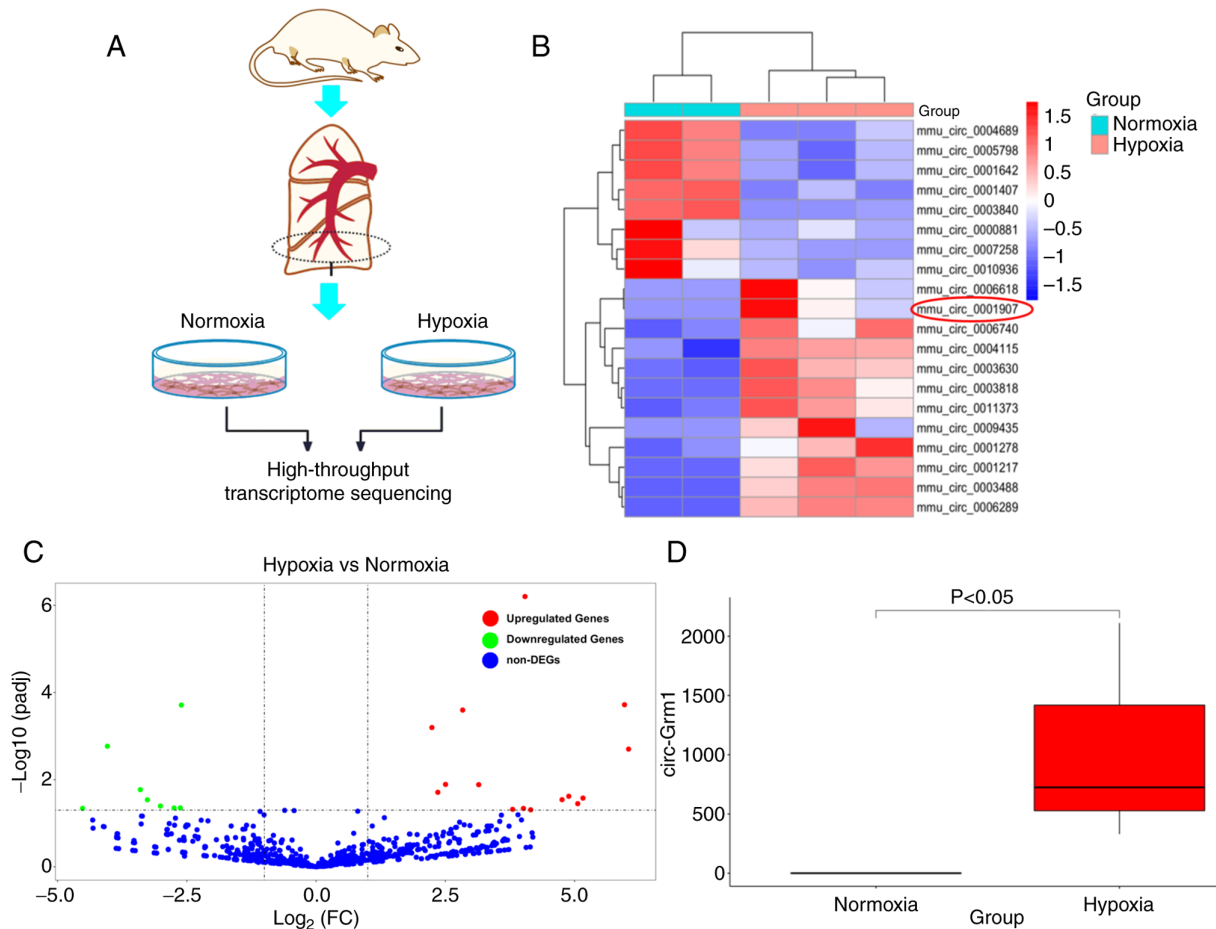 A
Normoxia
Hypoxia
High-throughput
transcriptome sequencing
B
Group
mmu_circ_0004689
mmu_circ_0005798
mmu_circ_0001642
mmu_circ_0001407
mmu_circ_0003840
mmu_circ_0000881
mmu_circ_0007258
mmu_circ_0010936
mmu_circ_0006618
mmu_circ_0001907
mmu_circ_0006740
mmu_circ_0004115
mmu_circ_0003630
mmu_circ_0003818
mmu_circ_0011373
mmu_circ_0009435
mmu_circ_0001278
mmu_circ_0001217
mmu_circ_0003488
mmu_circ_0006289
1.5
1
0.5
0
−0.5
−1
−1.5
Group
Normoxia
Hypoxia
C
Hypoxia vs Normoxia
−Log10 (padj)
6
4
2
0
Upregulated Genes
Downregulated Genes
non-DEGs
−5.0
−2.5
0.0
2.5
5.0
Log2 (FC)
D
P<0.05
circ-Grm1
2000
1500
1000
500
0
Normoxia
Hypoxia
Group